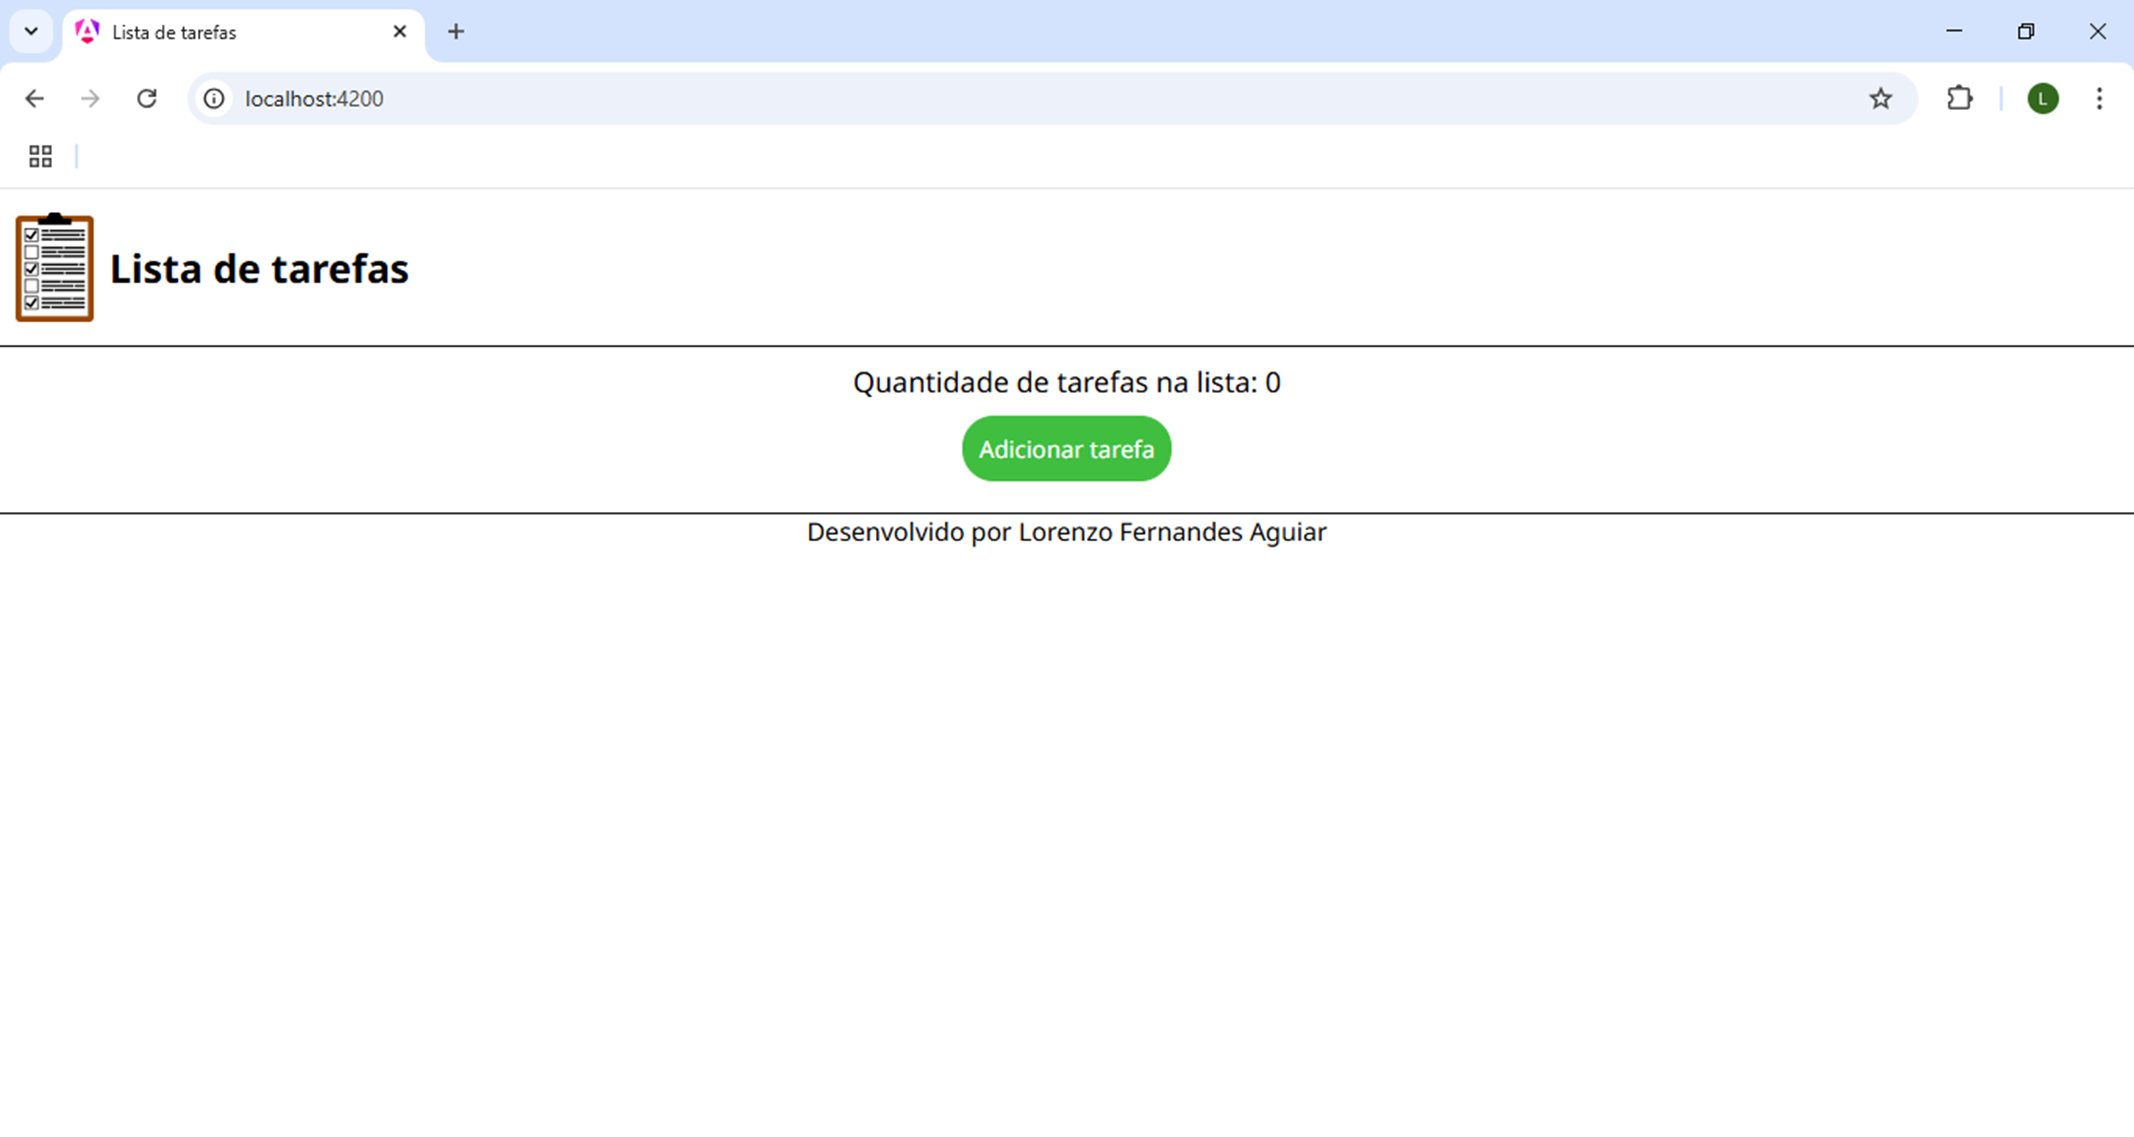 Lista de tarefas
localhost:4200
L
Lista de tarefas
Quantidade de tarefas na lista: 0
Adicionar tarefa
Desenvolvido por Lorenzo Fernandes Aguiar